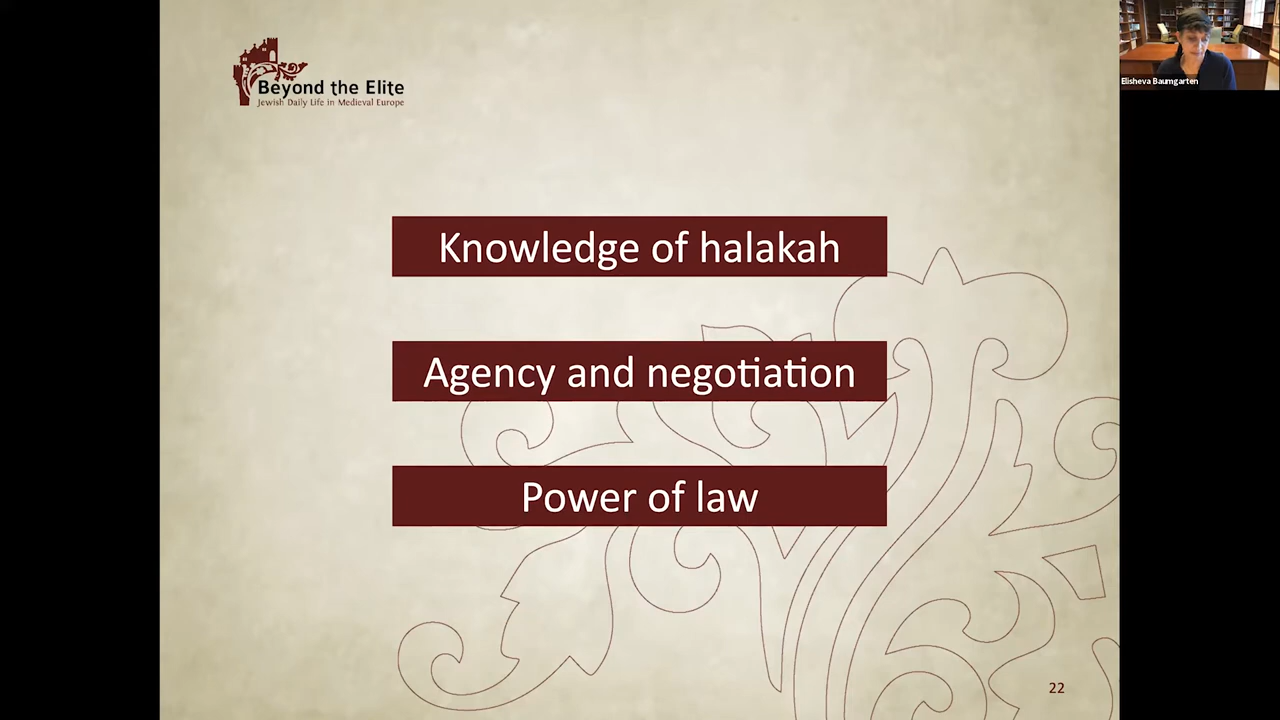 Beyond the Elite
Jewish Daily Life in Medieval Europe
Elisheva Baumgarten
Knowledge of halakah
Agency and negotiation
Power of law
22